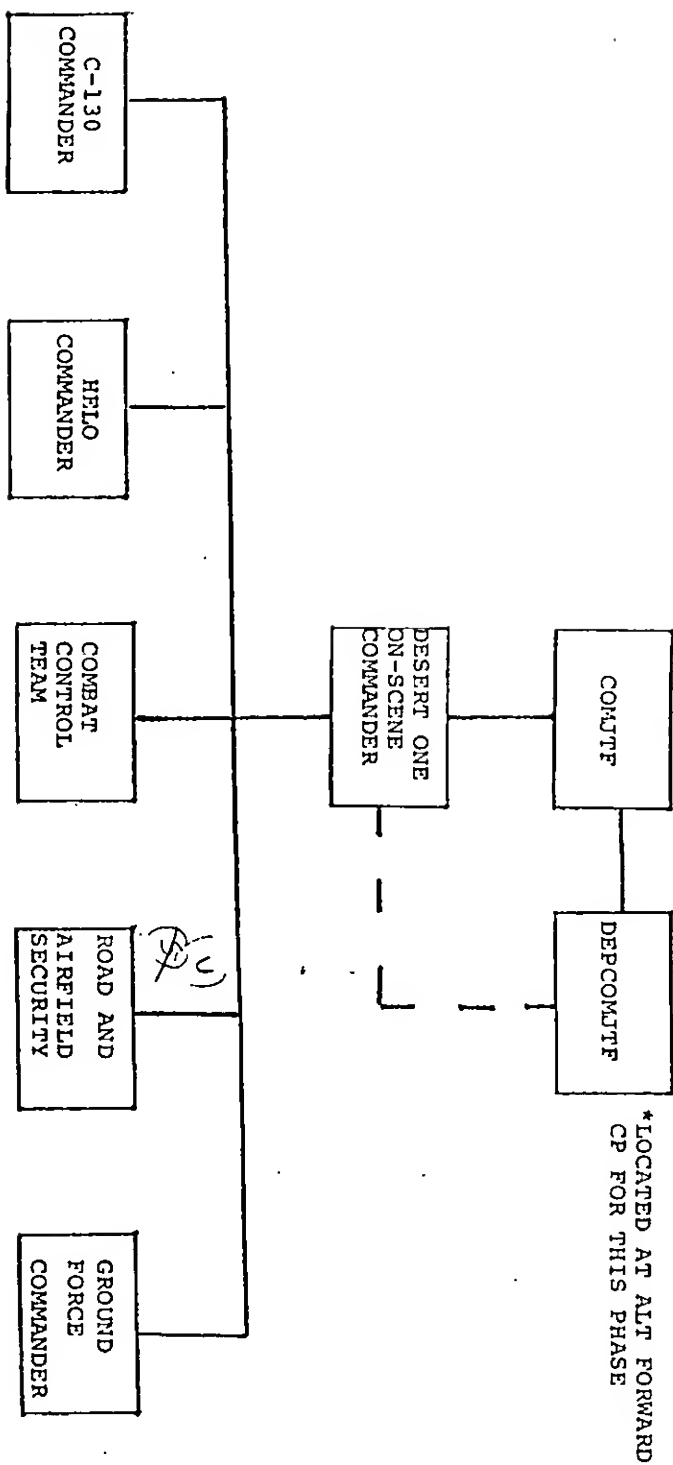 COMJTF
DEPCOMJTF
*LOCATED AT ALT FORWARD
CP FOR THIS PHASE
DESERT ONE
ON-SCENE
COMMANDER
C-130
COMMANDER
HELO
COMMANDER
COMBAT
CONTROL
TEAM
(U)
ROAD AND
AIRFIELD
SECURITY
GROUND
FORCE
COMMANDER